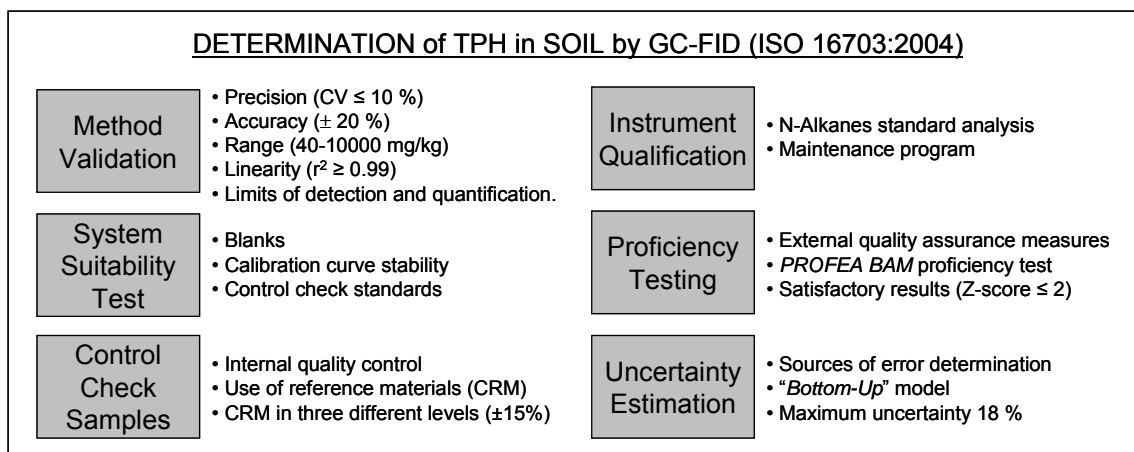 DETERMINATION of TPH in SOIL by GC-FID (ISO 16703:2004)
Method
Validation
• Precision (CV ≤ 10 %)
• Accuracy (± 20 %)
• Range (40-10000 mg/kg)
• Linearity (r² ≥ 0.99)
• Limits of detection and quantification.
System
Suitability
Test
• Blanks
• Calibration curve stability
• Control check standards
Control
Check
Samples
• Internal quality control
• Use of reference materials (CRM)
• CRM in three different levels (±15%)
Instrument
Qualification
• N-Alkanes standard analysis
• Maintenance program
Proficiency
Testing
• External quality assurance measures
• PROFEA BAM proficiency test
• Satisfactory results (Z-score ≤ 2)
Uncertainty
Estimation
• Sources of error determination
• “Bottom-Up” model
• Maximum uncertainty 18 %